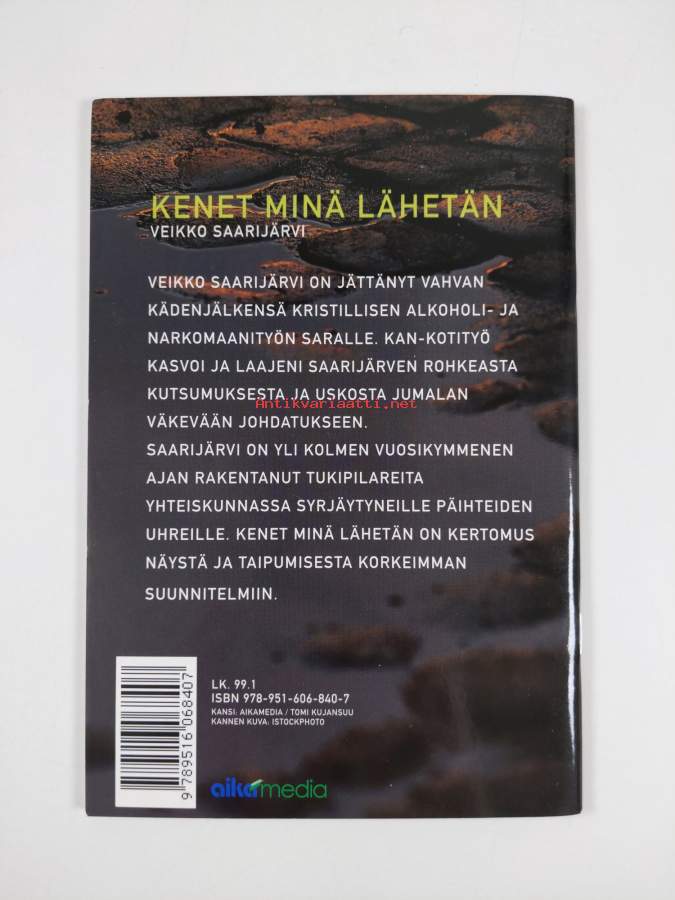 KENET MINÄ LÄHETÄN
VEIKKO SAARIJÄRVI
VEIKKO SAARIJÄRVI ON JÄTTÄNYT VAHVAN
KÄDENJÄLKENSÄ KRISTILLISEN ALKOHOLI- JA
NARKOMAANITYÖN SARALLE. KAN-KOTITYÖ
KASVOI JA LAAJENI SAARIJÄRVEN ROHKEASTA
KUTSUMUKSESTA JA USKOSTA JUMALAN
Antikvariaatti.net
VÄKEVÄÄN JOHDATUKSEEN.
SAARIJÄRVI ON YLI KOLMEN VUOSIKYMMENEN
AJAN RAKENTANUT TUKIPILAREITA
YHTEISKUNNASSA SYRJÄYTYNEILLE PÄIHTEIDEN
UHREILLE. KENET MINÄ LÄHETÄN ON KERTOMUS
NÄYSTÄ JA TAIPUMISESTA KORKEIMMAN
SUUNNITELMIIN.
LK. 99.1
ISBN 978-951-606-840-7
KANSI: AIKAMEDIA / TOMI KUJANSUU
KANNEN KUVA: ISTOCKPHOTO
9 789516 068407
aikamedia